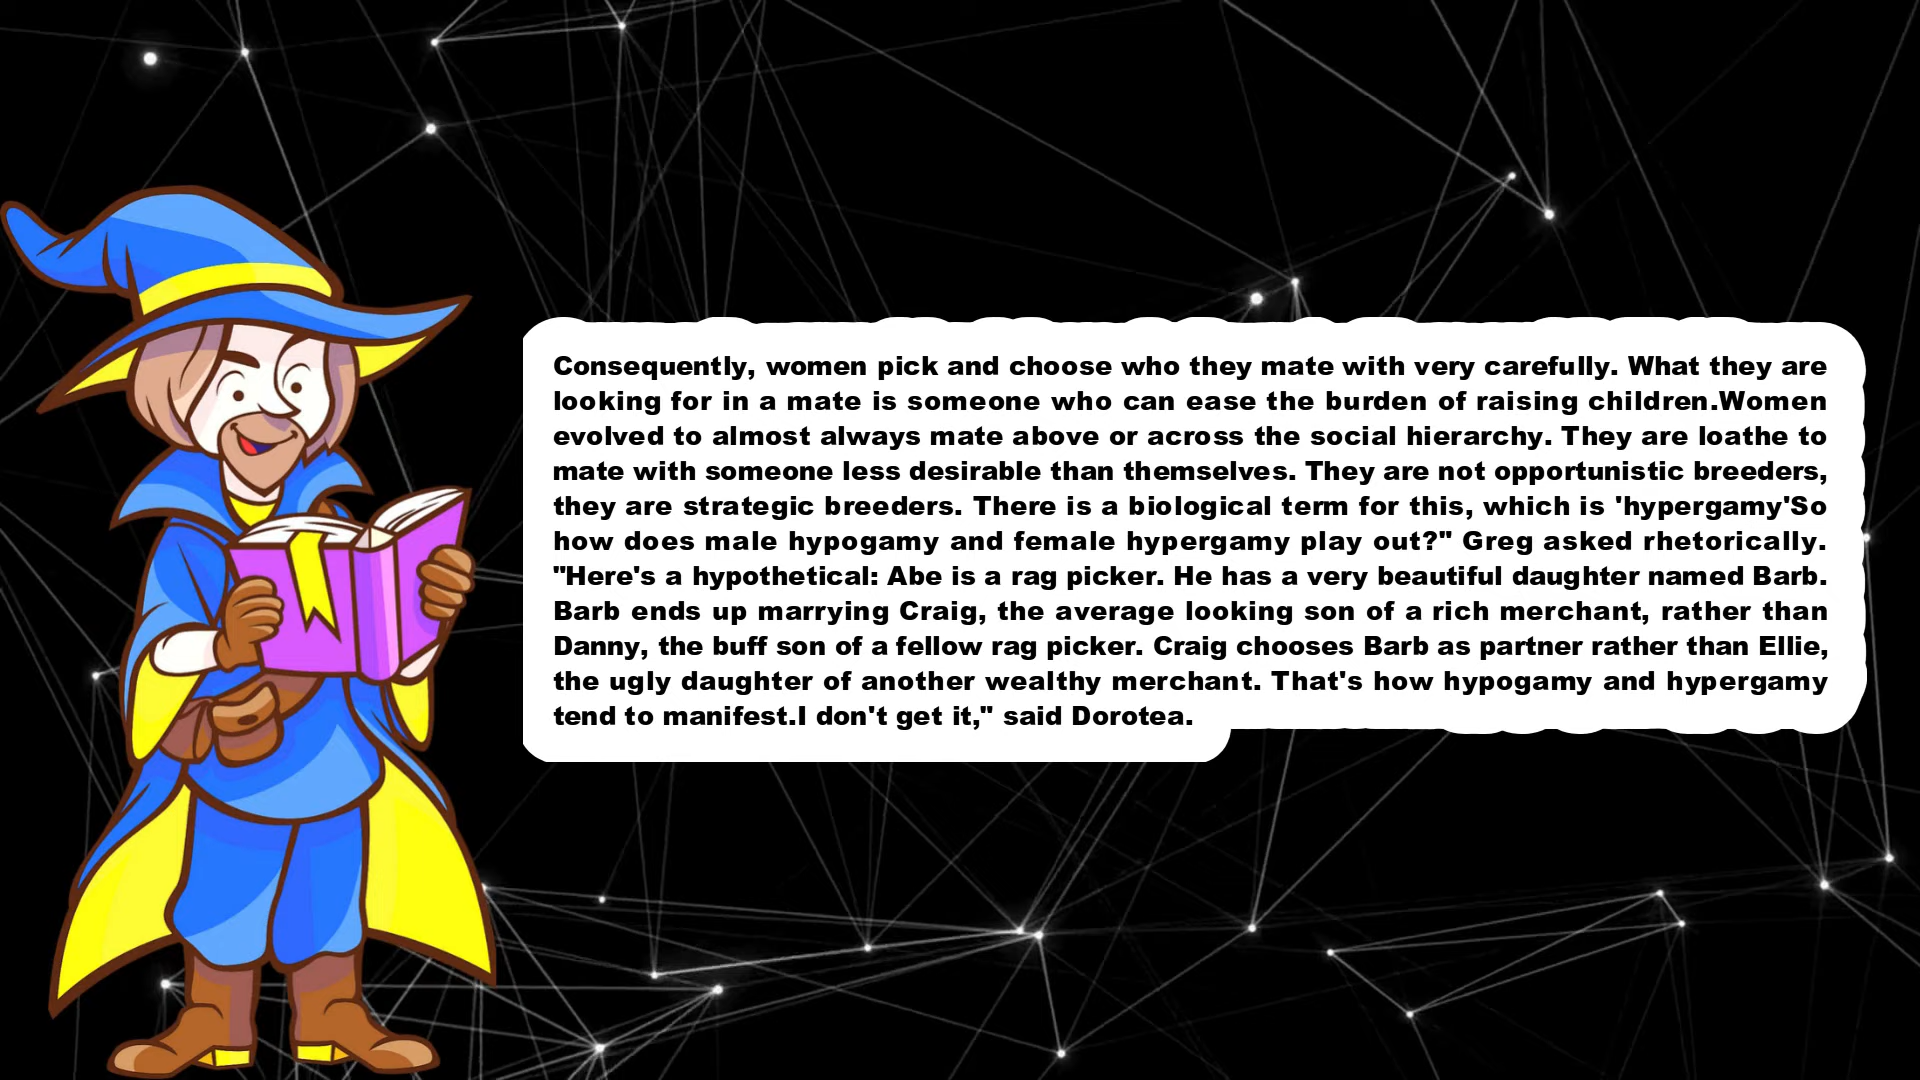 Consequently, women pick and choose who they mate with very carefully. What they are
looking for in a mate is someone who can ease the burden of raising children.Women
evolved to almost always mate above or across the social hierarchy. They are loathe to
mate with someone less desirable than themselves. They are not opportunistic breeders,
they are strategic breeders. There is a biological term for this, which is 'hypergamy'So
how does male hypogamy and female hypergamy play out?" Greg asked rhetorically.
"Here's a hypothetical: Abe is a rag picker. He has a very beautiful daughter named Barb.
Barb ends up marrying Craig, the average looking son of a rich merchant, rather than
Danny, the buff son of a fellow rag picker. Craig chooses Barb as partner rather than Ellie,
the ugly daughter of another wealthy merchant. That's how hypogamy and hypergamy
tend to manifest.I don't get it," said Dorotea.